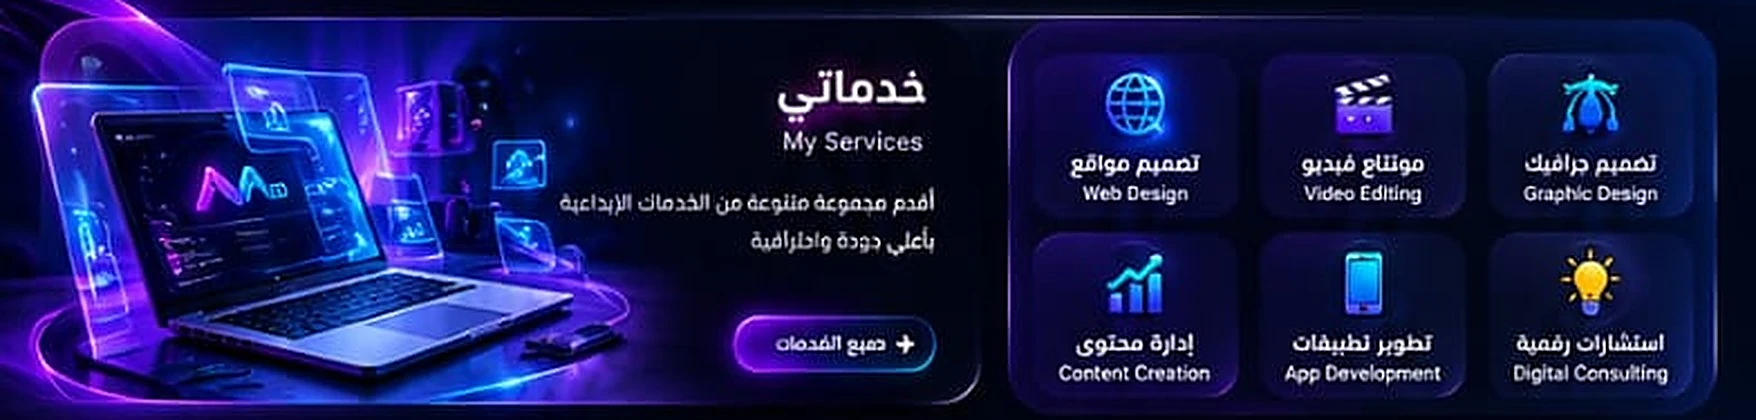 خدماتي
My Services
أقدم مجموعة متنوعة من الخدمات الإبداعية
بأعلى جودة واحترافية
جميع الخدمات
تصميم جرافيك
Graphic Design
مونتاج فيديو
Video Editing
تصميم مواقع
Web Design
استشارات رقمية
Digital Consulting
تطوير تطبيقات
App Development
إدارة محتوى
Content Creation